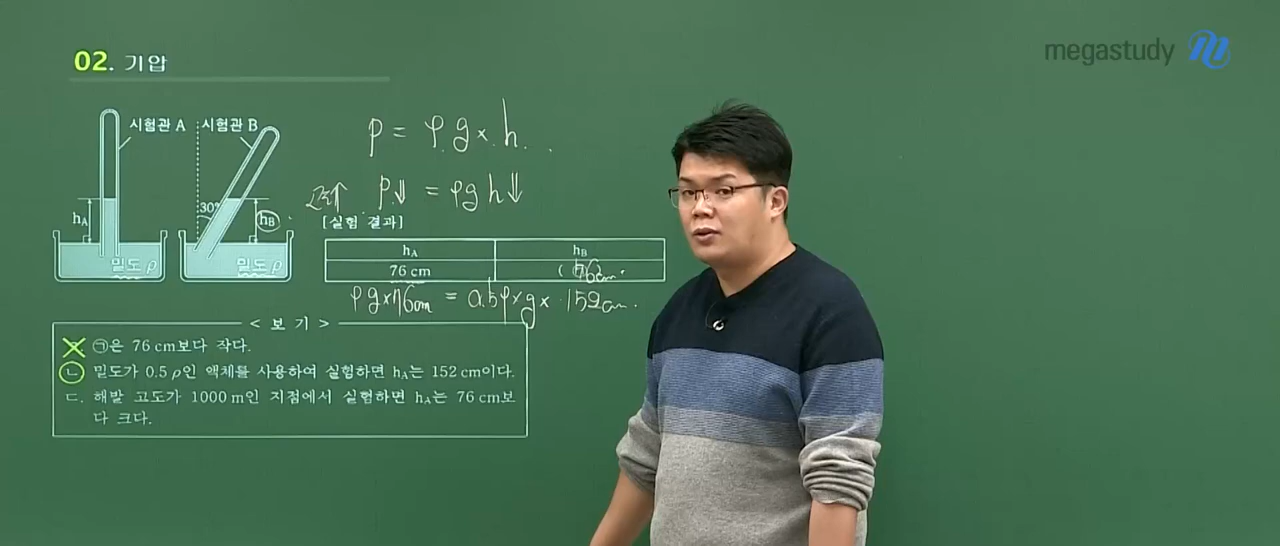 megastudy
02. 기압
시험관 A
시험관 B
hA
30°
hB
밀도 ρ
밀도 ρ
P = ρ g × h
P↓ = ρ g h ↓
[실험 결과]
hA hB
76 cm ( 76cm
ρ g × 76cm = 0.5ρ × g × 152cm.
< 보 기 >
ㄱ. ㉠은 76 cm보다 작다.
ㄴ 밀도가 0.5 ρ인 액체를 사용하여 실험하면 hA는 152 cm이다.
ㄷ. 해발 고도가 1000 m인 지점에서 실험하면 hA는 76 cm보
다 크다.